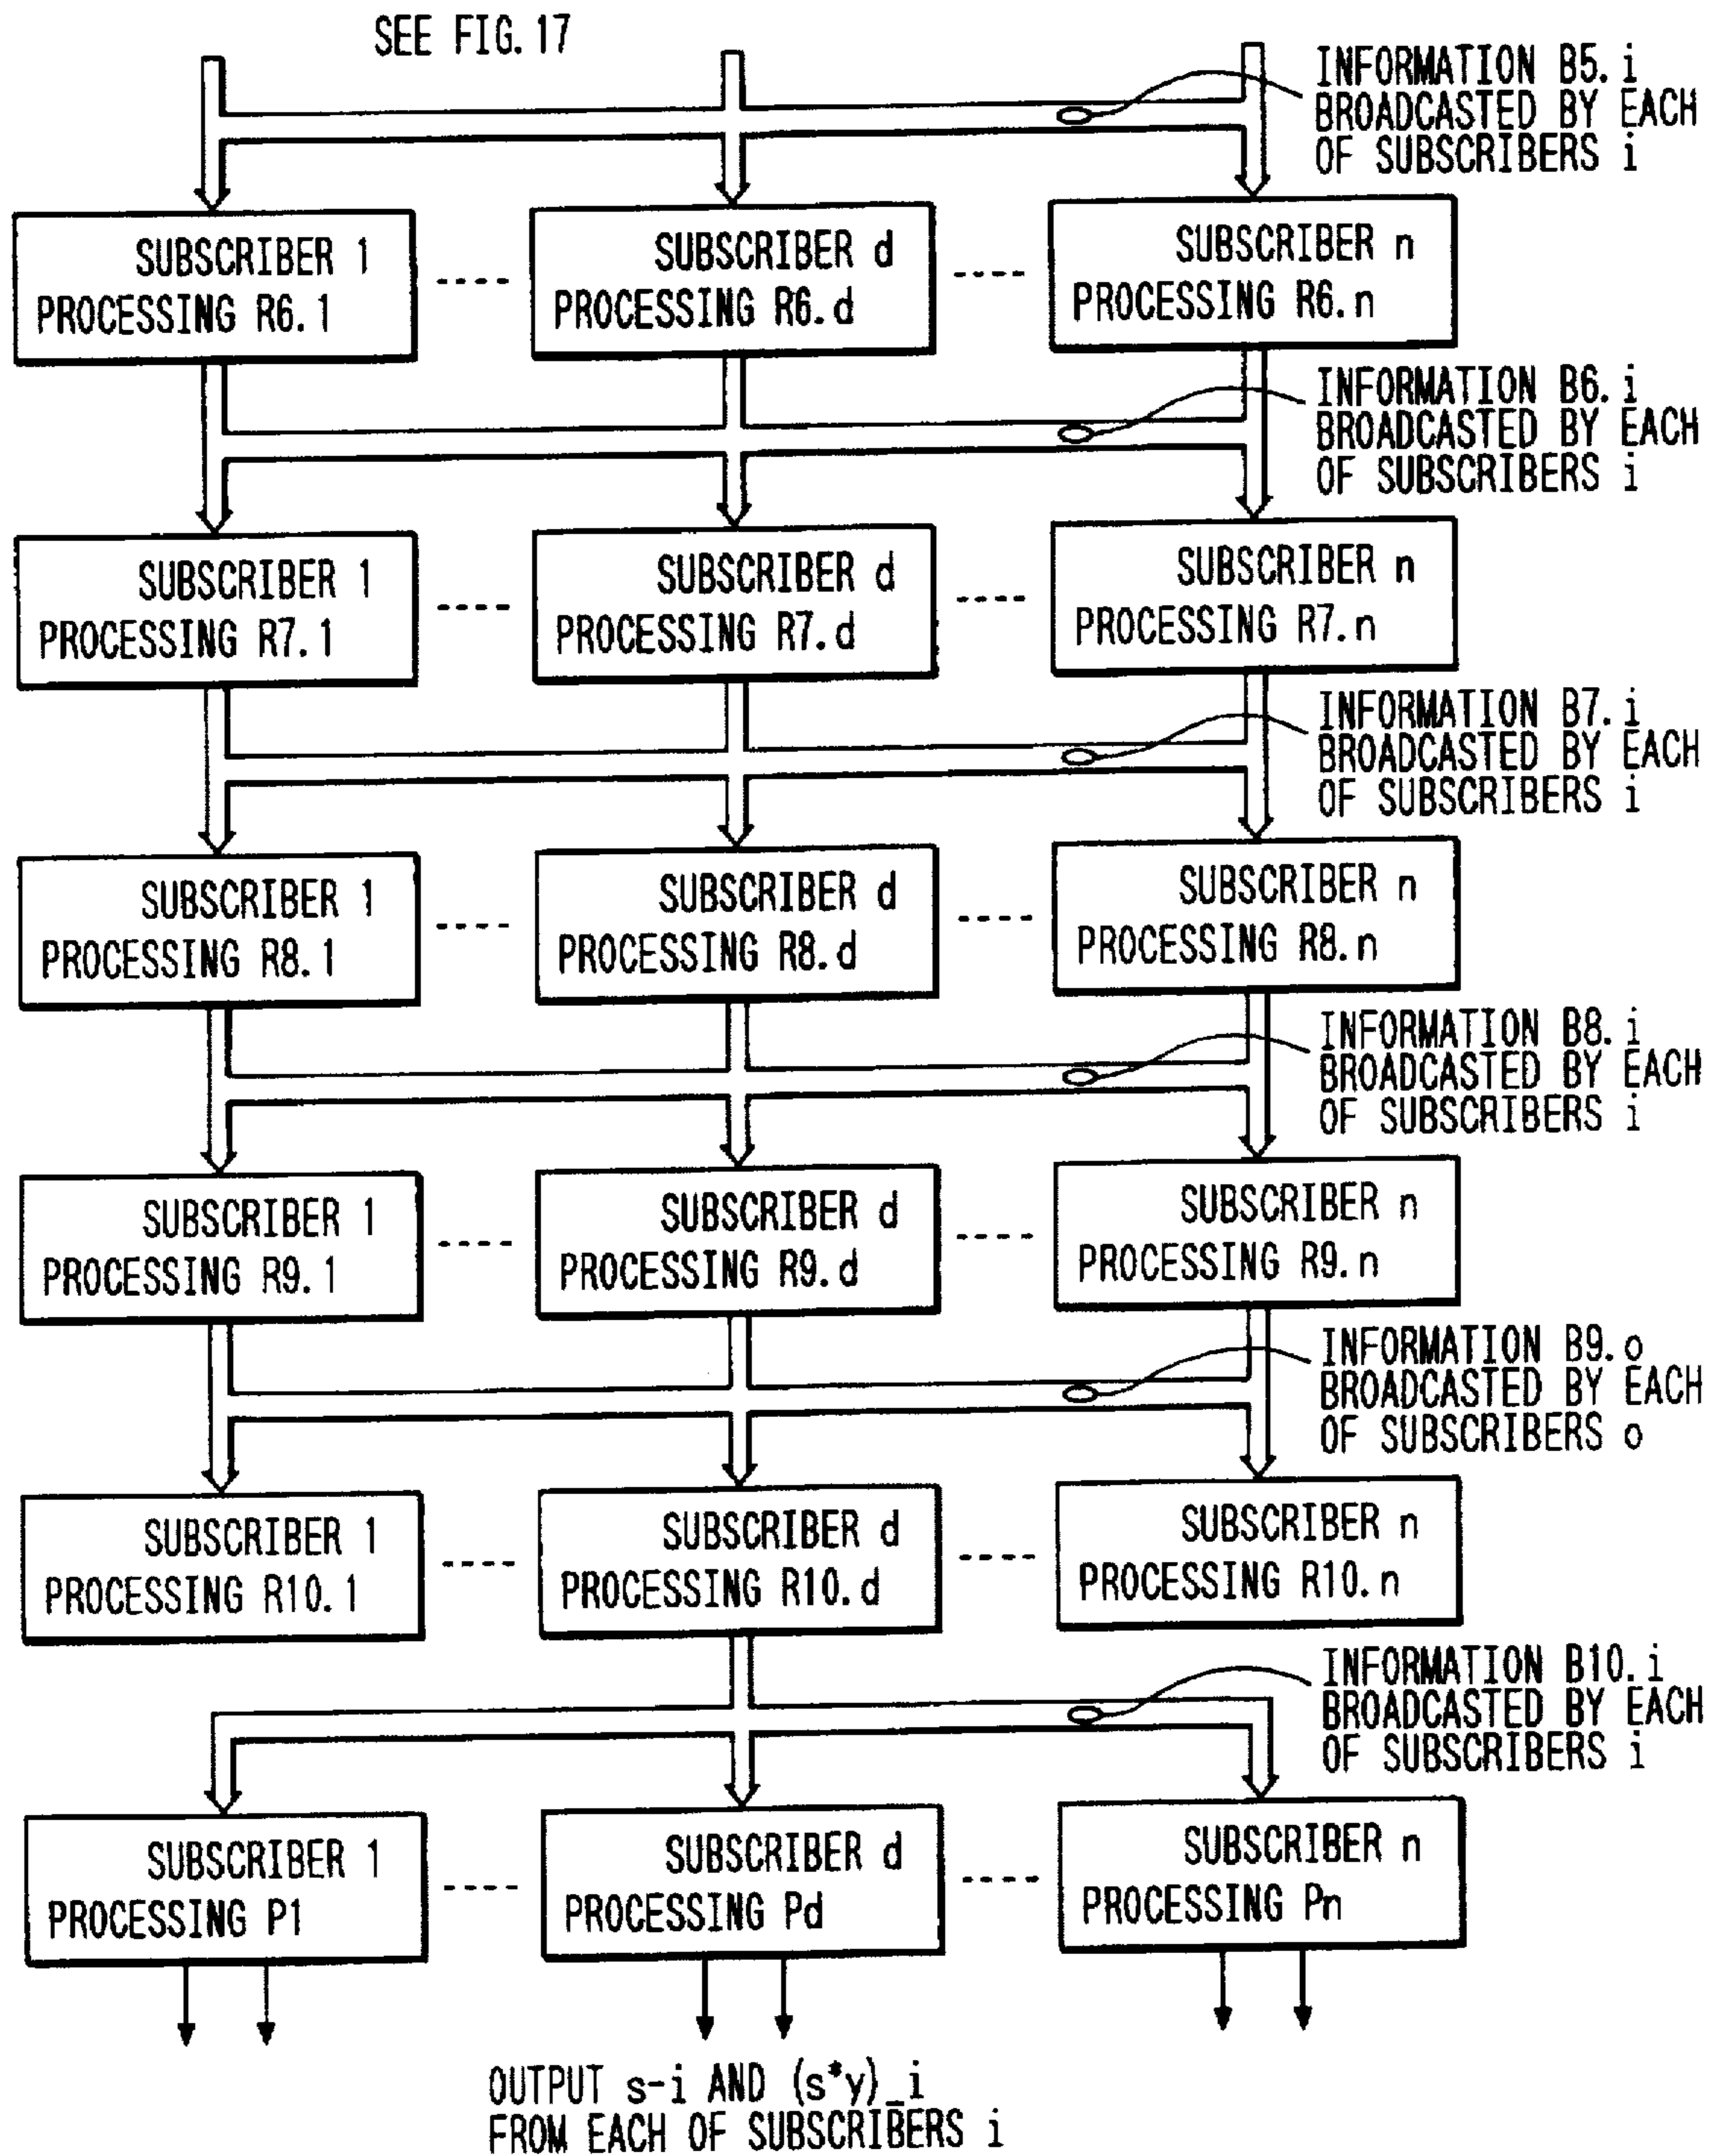 SEE FIG. 17
INFORMATION B5. i
BROADCASTED BY EACH
OF SUBSCRIBERS i
SUBSCRIBER 1
PROCESSING R6. 1
SUBSCRIBER d
PROCESSING R6. d
SUBSCRIBER n
PROCESSING R6. n
INFORMATION B6. i
BROADCASTED BY EACH
OF SUBSCRIBERS i
SUBSCRIBER 1
PROCESSING R7. 1
SUBSCRIBER d
PROCESSING R7. d
SUBSCRIBER n
PROCESSING R7. n
INFORMATION B7. i
BROADCASTED BY EACH
OF SUBSCRIBERS i
SUBSCRIBER 1
PROCESSING R8. 1
SUBSCRIBER d
PROCESSING R8. d
SUBSCRIBER n
PROCESSING R8. n
INFORMATION B8. i
BROADCASTED BY EACH
OF SUBSCRIBERS i
SUBSCRIBER 1
PROCESSING R9. 1
SUBSCRIBER d
PROCESSING R9. d
SUBSCRIBER n
PROCESSING R9. n
INFORMATION B9. o
BROADCASTED BY EACH
OF SUBSCRIBERS o
SUBSCRIBER 1
PROCESSING R10. 1
SUBSCRIBER d
PROCESSING R10. d
SUBSCRIBER n
PROCESSING R10. n
INFORMATION B10. i
BROADCASTED BY EACH
OF SUBSCRIBERS i
SUBSCRIBER 1
PROCESSING P1
SUBSCRIBER d
PROCESSING Pd
SUBSCRIBER n
PROCESSING Pn
OUTPUT s-i AND (s*y)_i
FROM EACH OF SUBSCRIBERS i